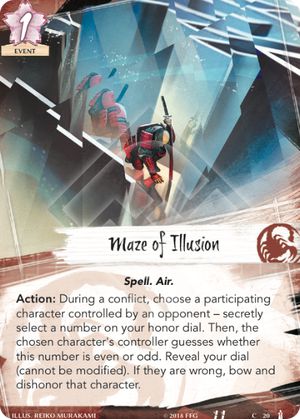 1
EVENT
Maze of Illusion
Spell. Air.
Action: During a conflict, choose a participating
character controlled by an opponent – secretly
select a number on your honor dial. Then, the
chosen character's controller guesses whether
this number is even or odd. Reveal your dial
(cannot be modified). If they are wrong, bow and
dishonor that character.
ILLUS. REIKO MURAKAMI ©2018 FFG C 20